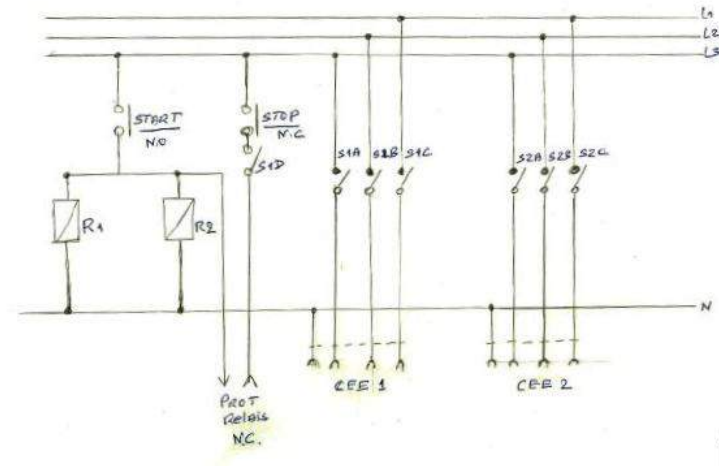 L1
L2
L3
START
N.O
STOP
N.C
S1D
S1A
S1B
S1C
S2A
S2B
S2C
R1
R2
N
CEE 1
CEE 2
PROT
Relais
N.C.